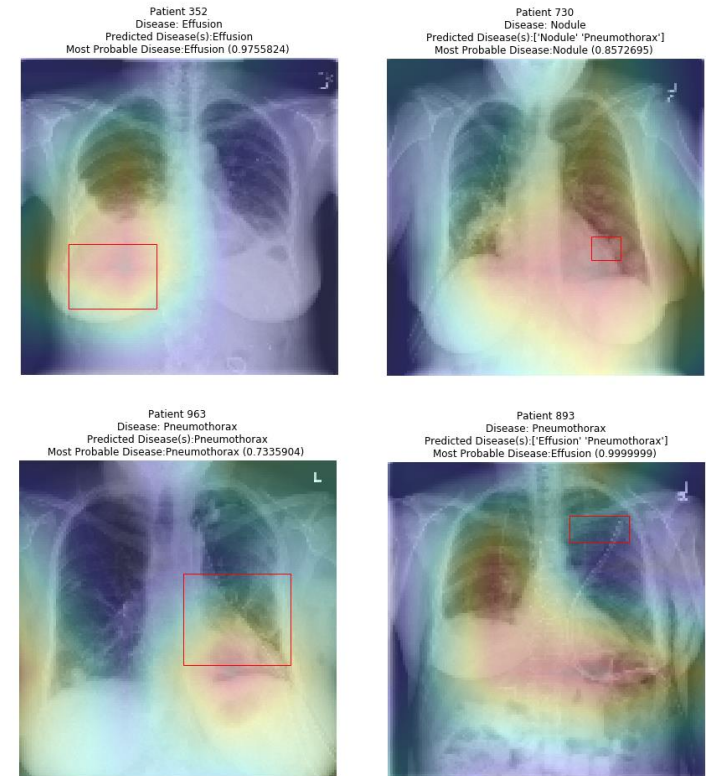 Patient 352
Disease: Effusion
Predicted Disease(s):Effusion
Most Probable Disease:Effusion (0.9755824)
Patient 730
Disease: Nodule
Predicted Disease(s):['Nodule' 'Pneumothorax']
Most Probable Disease:Nodule (0.8572695)
Patient 963
Disease: Pneumothorax
Predicted Disease(s):Pneumothorax
Most Probable Disease:Pneumothorax (0.7335904)
L
Patient 893
Disease: Pneumothorax
Predicted Disease(s):['Effusion' 'Pneumothorax']
Most Probable Disease:Effusion (0.9999999)